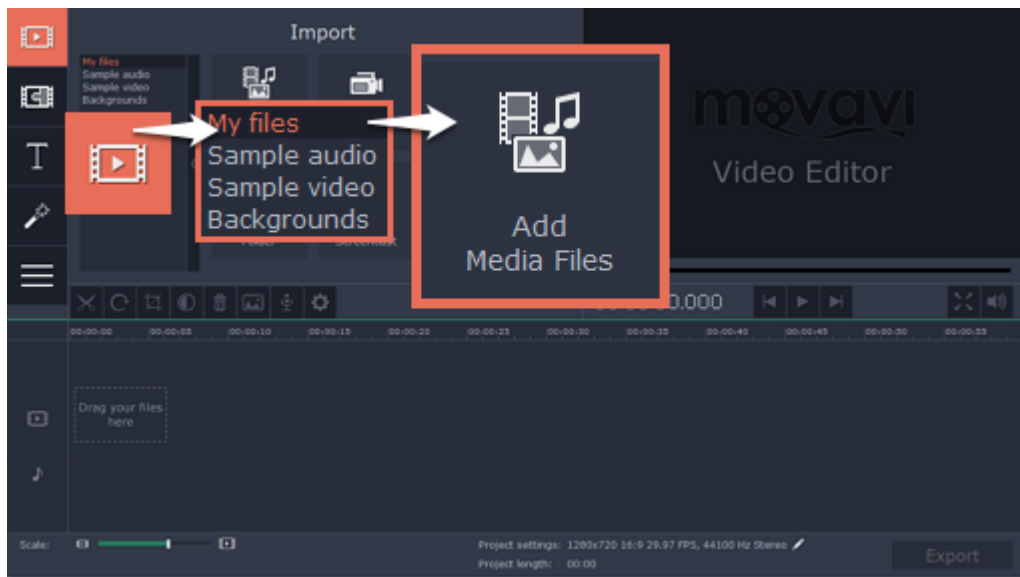 Import
My files
Sample audio
Sample video
Backgrounds
My files
Sample audio
Sample video
Backgrounds
Add
Media Files
movavi
Video Editor
T
00:00:00 00:00:05 00:00:10 00:00:15 00:00:20 00:00:25 00:00:30 00:00:35 00:00:40 00:00:45 00:00:50 00:00:55
Drag your files
here
Scale:
Project settings: 1280x720 16:9 29.97 FPS, 44100 Hz Stereo
Project length: 00:00
Export